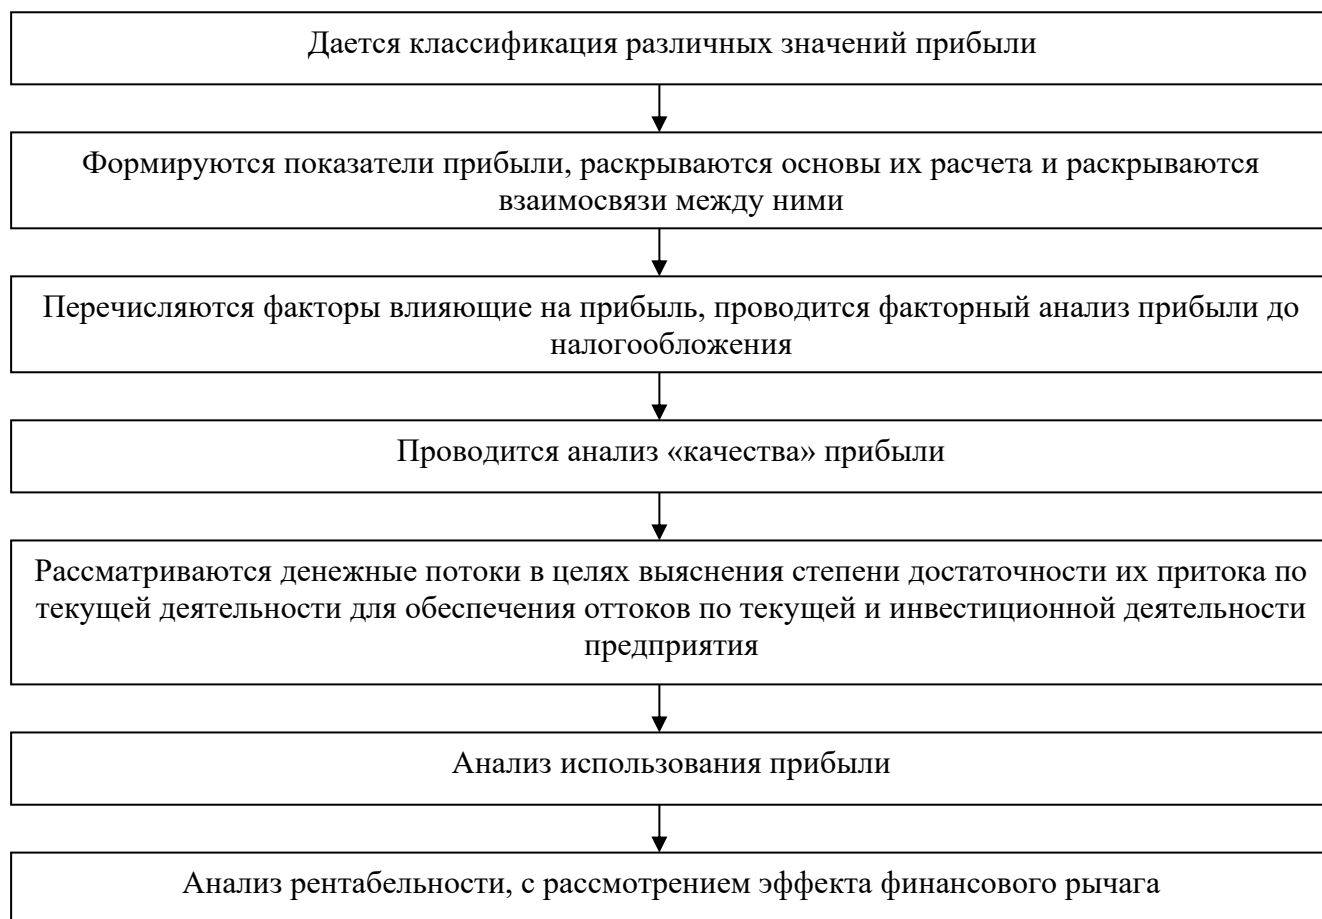 Дается классификация различных значений прибыли
Формируются показатели прибыли, раскрываются основы их расчета и раскрываются
взаимосвязи между ними
Перечисляются факторы влияющие на прибыль, проводится факторный анализ прибыли до
налогообложения
Проводится анализ «качества» прибыли
Рассматриваются денежные потоки в целях выяснения степени достаточности их притока по
текущей деятельности для обеспечения оттоков по текущей и инвестиционной деятельности
предприятия
Анализ использования прибыли
Анализ рентабельности, с рассмотрением эффекта финансового рычага